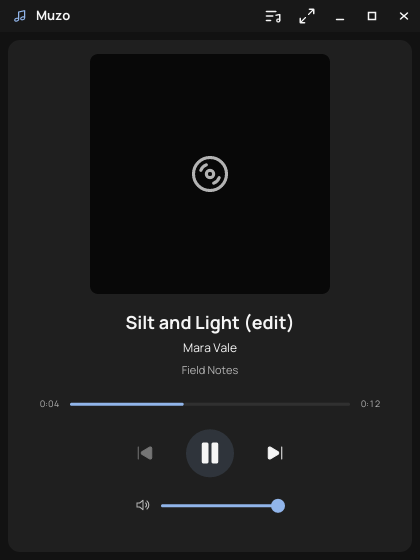 Muzo
Silt and Light (edit)
Mara Vale
Field Notes
0:04
0:12